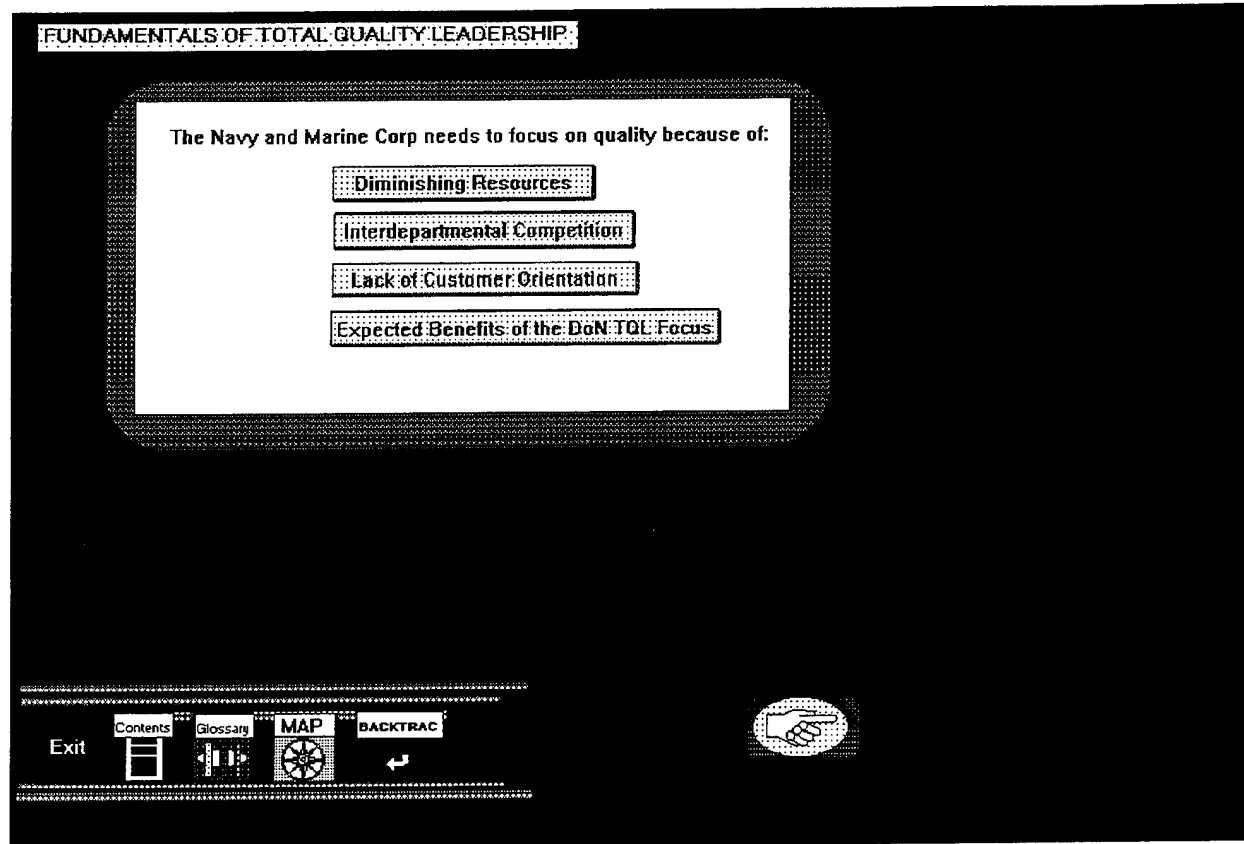 FUNDAMENTALS OF TOTAL QUALITY LEADERSHIP
The Navy and Marine Corp needs to focus on quality because of:
Diminishing Resources
Interdepartmental Competition
Lack of Customer Orientation
Expected Benefits of the DoN TQL Focus
Exit
Contents
Glossary
MAP
BACKTRAC